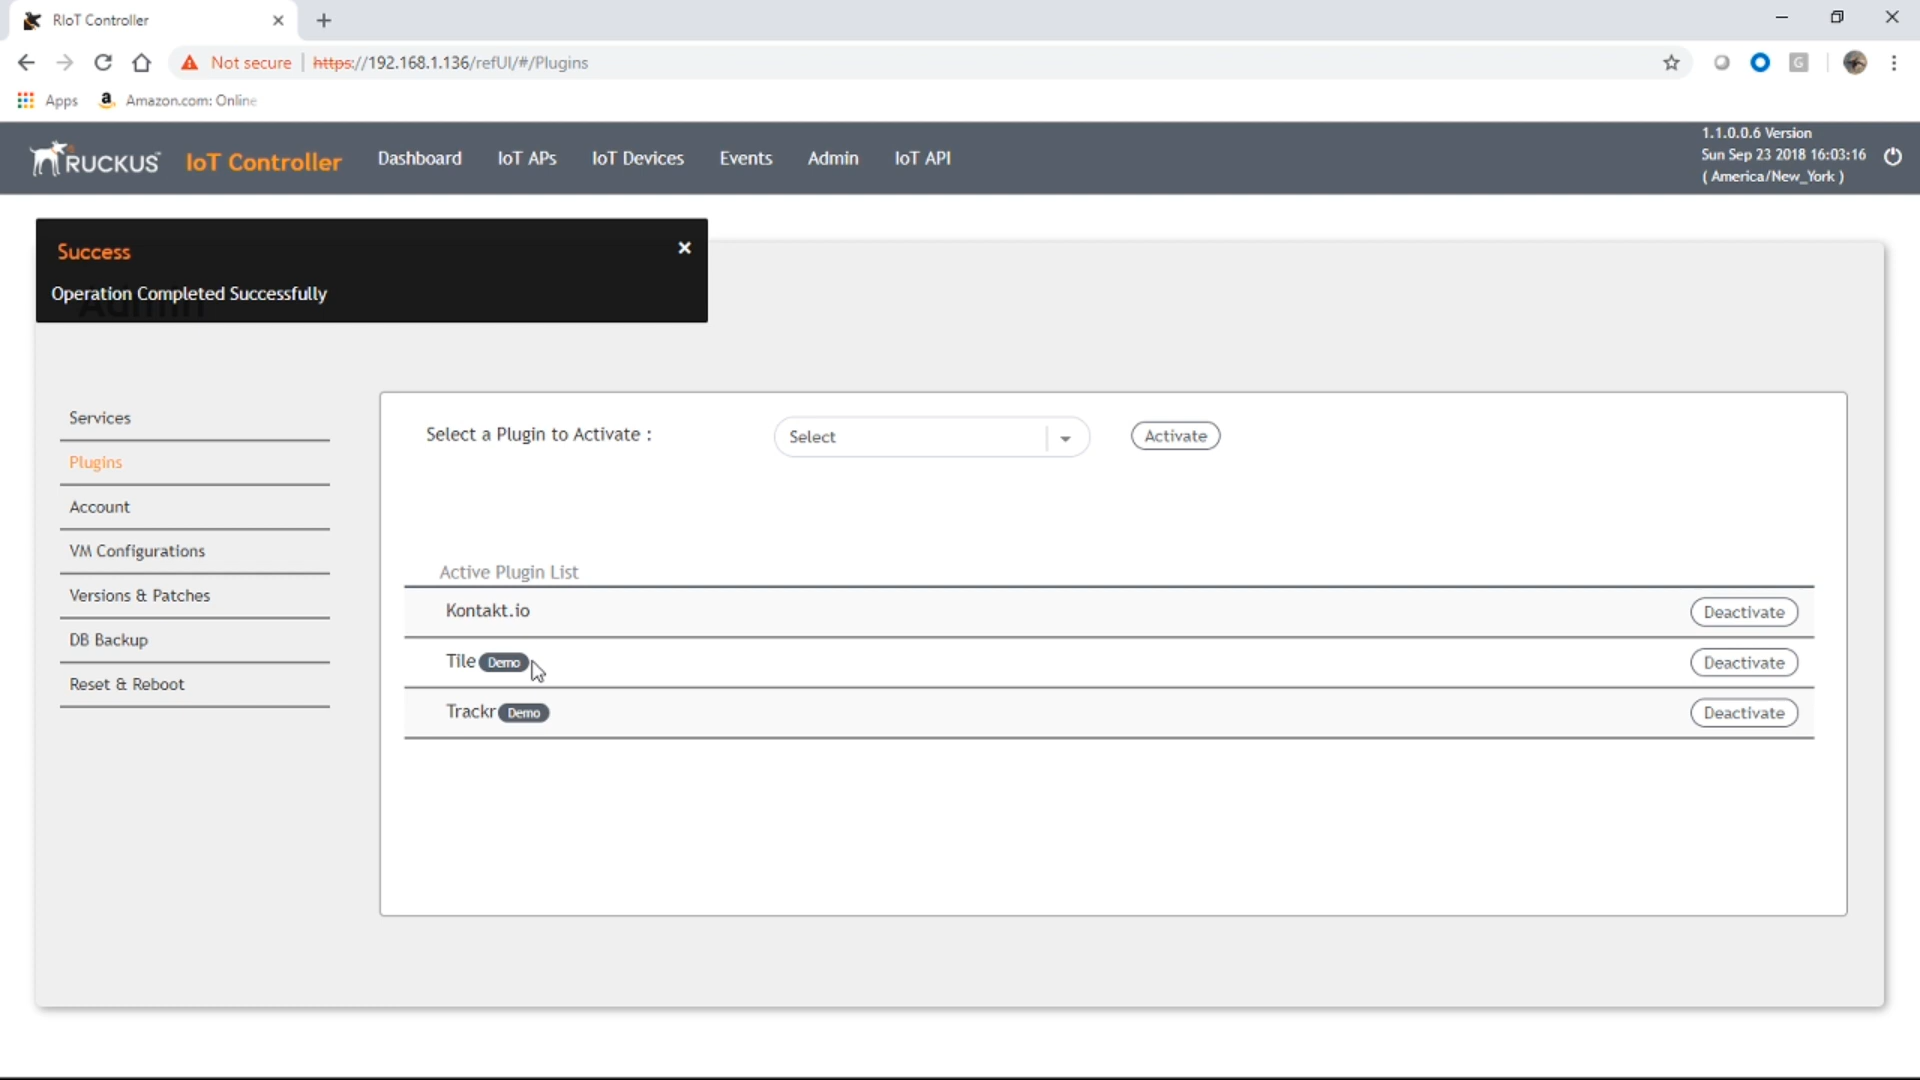 RIoT Controller
Not secure | https://192.168.1.136/refUI/#/Plugins
G
Apps
Amazon.com: Online
RUCKUS IoT Controller Dashboard IoT APs IoT Devices Events Admin IoT API
1.1.0.0.6 Version
Sun Sep 23 2018 16:03:16
( America/New_York )
Success
Operation Completed Successfully
Admin
Services
Plugins
Account
VM Configurations
Versions & Patches
DB Backup
Reset & Reboot
Select a Plugin to Activate : Select Activate
Active Plugin List
Kontakt.io Deactivate
Tile Demo Deactivate
Trackr Demo Deactivate